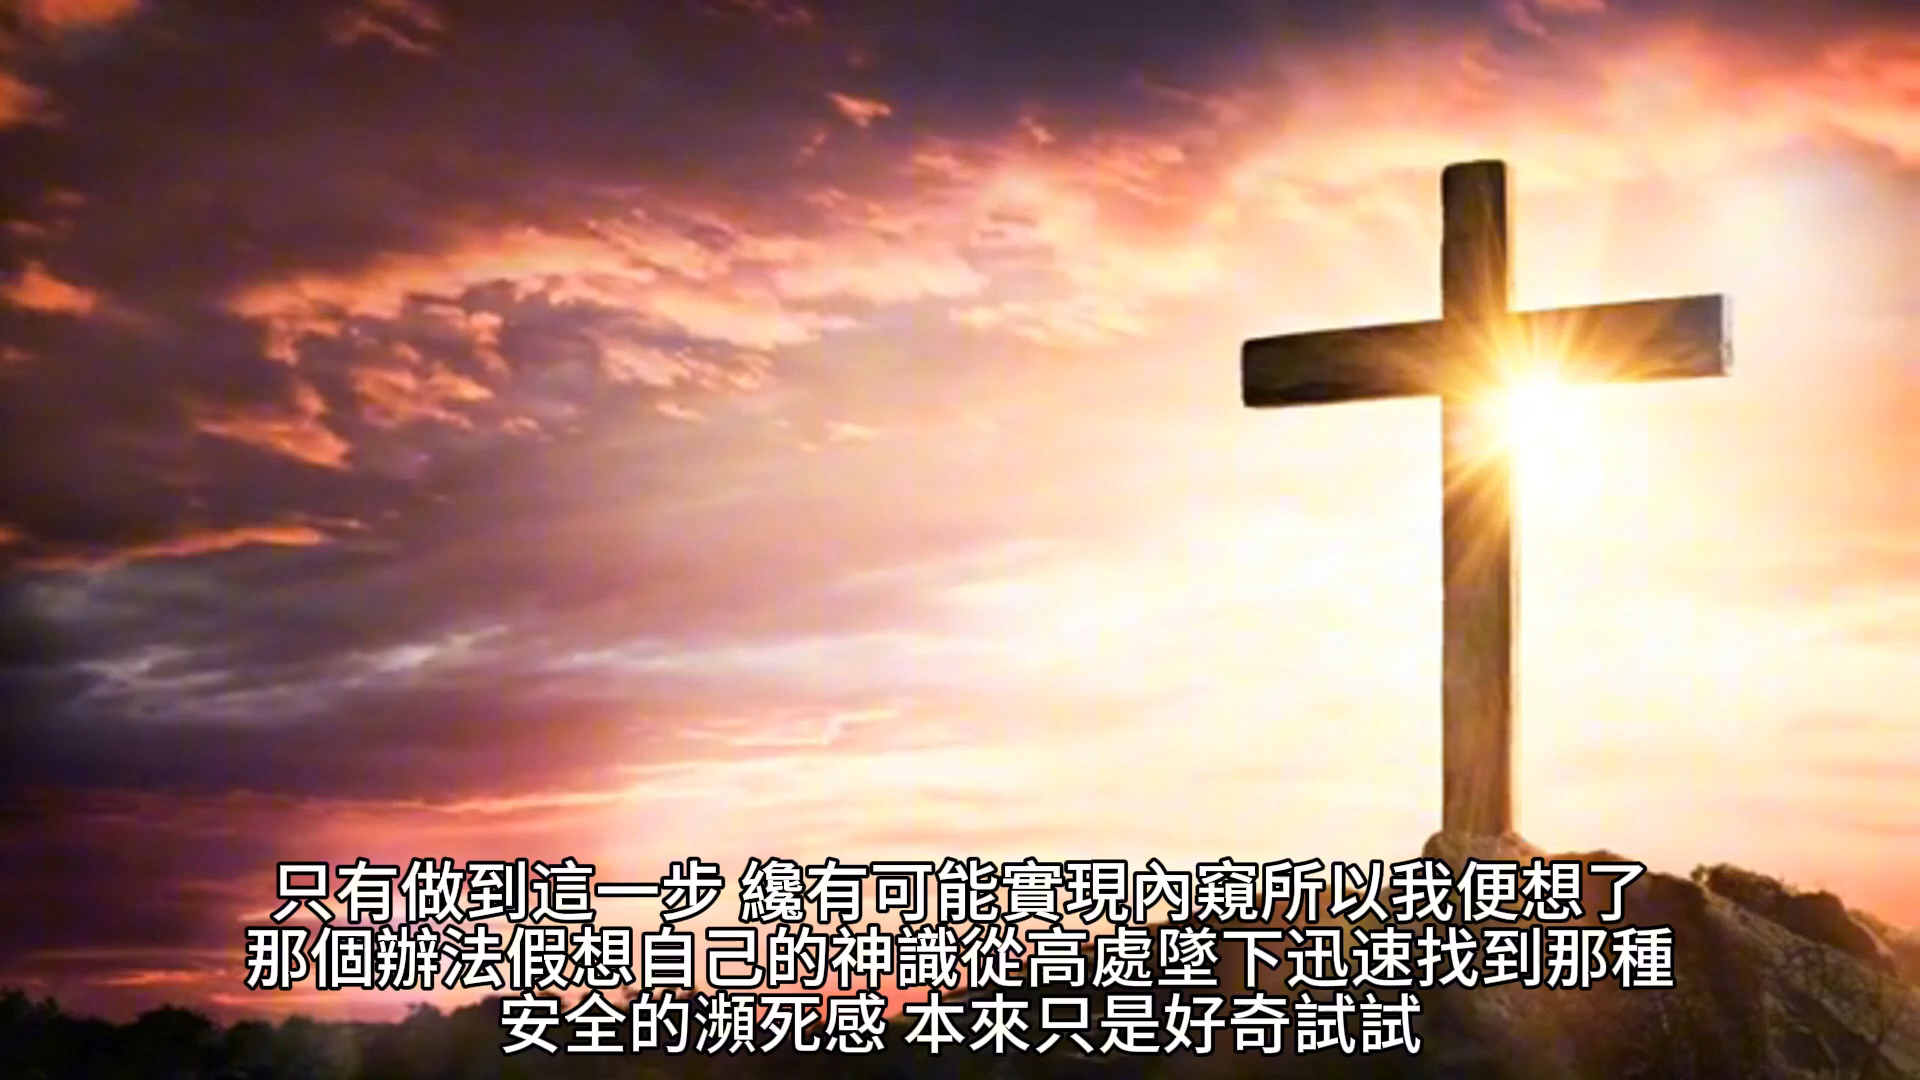 只有做到這一步 纔有可能實現內窺所以我便想了
那個辦法假想自己的神識從高處墜下迅速找到那種
安全的瀕死感 本來只是好奇試試